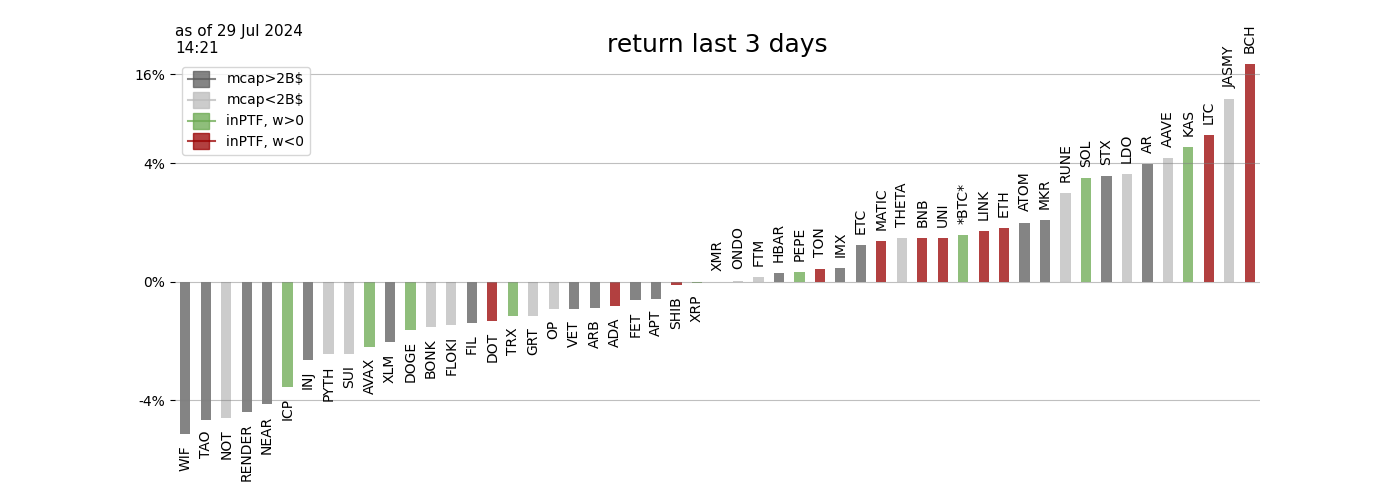 as of 29 Jul 2024
14:21
return last 3 days
mcap>2B$
mcap<2B$
inPTF, w>0
inPTF, w<0
16%
4%
0%
-4%
WIF
TAO
NOT
RENDER
NEAR
ICP
INJ
PYTH
SUI
AVAX
XLM
DOGE
BONK
FLOKI
FIL
DOT
TRX
GRT
OP
VET
ARB
ADA
FET
APT
SHIB
XRP
XMR
ONDO
FTM
HBAR
PEPE
TON
IMX
ETC
MATIC
THETA
BNB
UNI
*BTC*
LINK
ETH
ATOM
MKR
RUNE
SOL
STX
LDO
AR
AAVE
KAS
LTC
JASMY
BCH